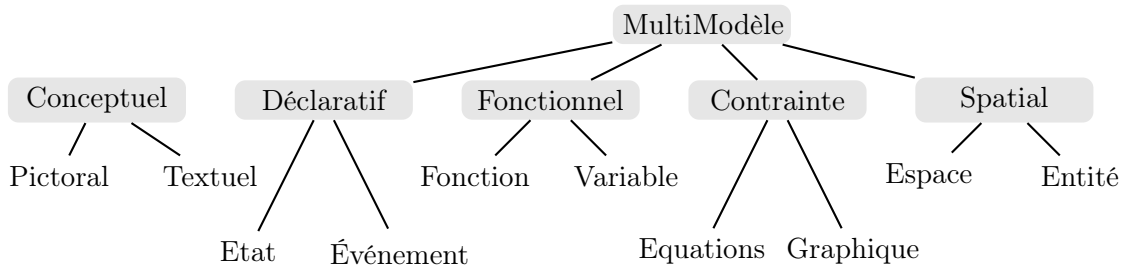 MultiModèle
Conceptuel Déclaratif Fonctionnel Contrainte Spatial
Pictoral Textuel Fonction Variable Espace Entité
Etat Événement Equations Graphique